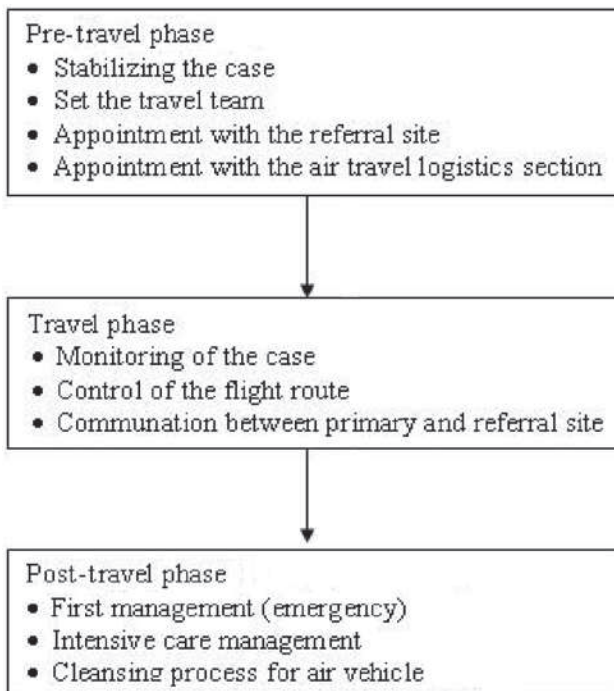 Pre-travel phase
• Stabilizing the case
• Set the travel team
• Appointment with the referral site
• Appointment with the air travel logistics section
Travel phase
• Monitoring of the case
• Control of the flight route
• Communation between primary and referral site
Post-travel phase
• First management (emergency)
• Intensive care management
• Cleansing process for air vehicle